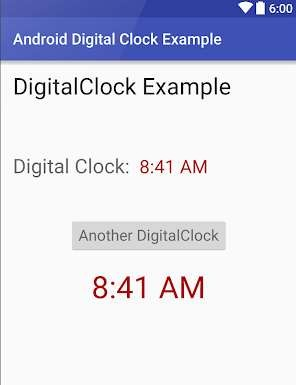 6:00
Android Digital Clock Example
DigitalClock Example
Digital Clock: 8:41 AM
Another DigitalClock
8:41 AM